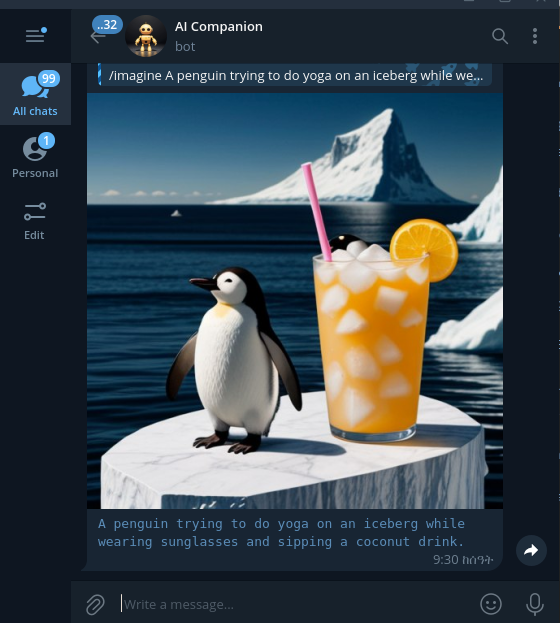 ..32
AI Companion
bot
/imagine A penguin trying to do yoga on an iceberg while we...
99
All chats
1
Personal
Edit
A penguin trying to do yoga on an iceberg while
wearing sunglasses and sipping a coconut drink.
9:30 ከሰዓት
Write a message...